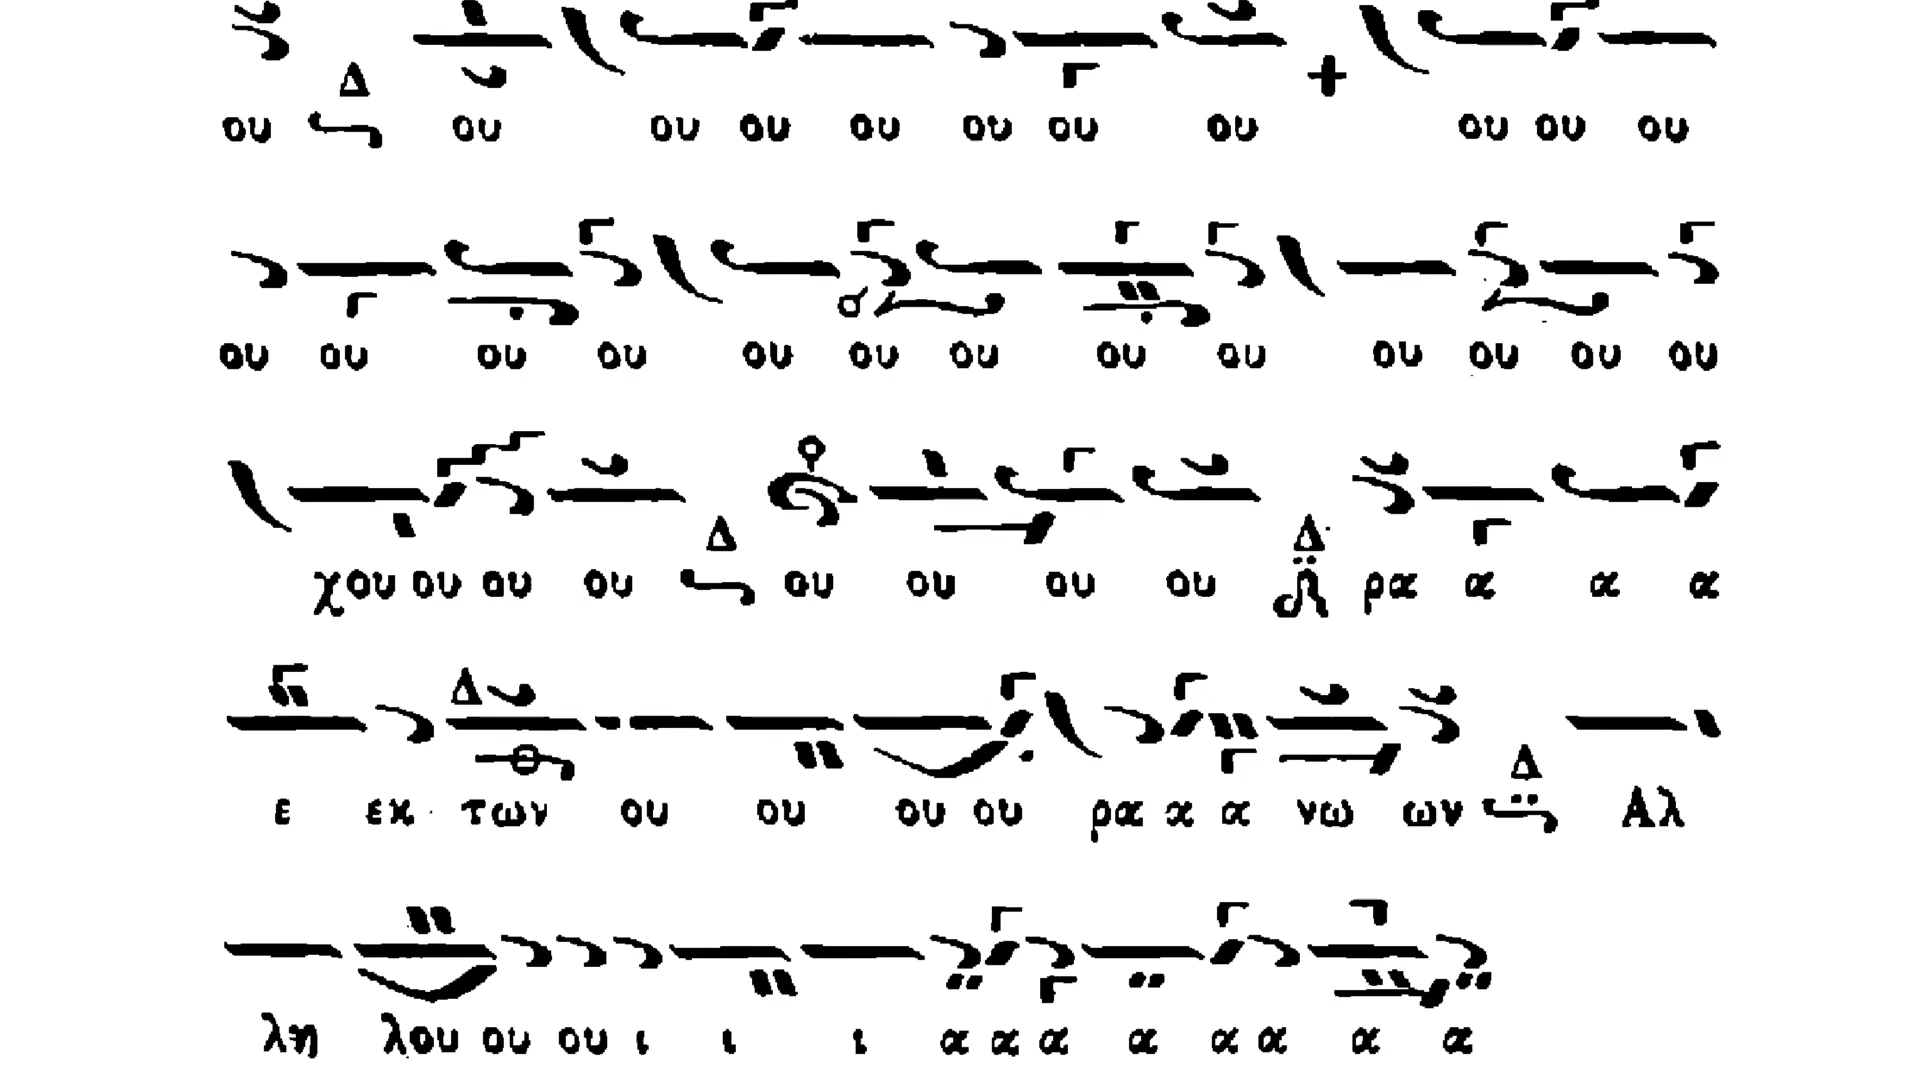 ου Δ ου ου ου ου ου ου ου ου ου ου
ου ου ου ου ου ου ου ου ου ου ου ου ου
χου ου ου ου Δ ου ου ου ου Δ ρα α α α
ε εκ Δ των ου ου ου ου ρα α α νω ων Δ Αλ
λη λου ου ου ι ι ι α α α α α α α α